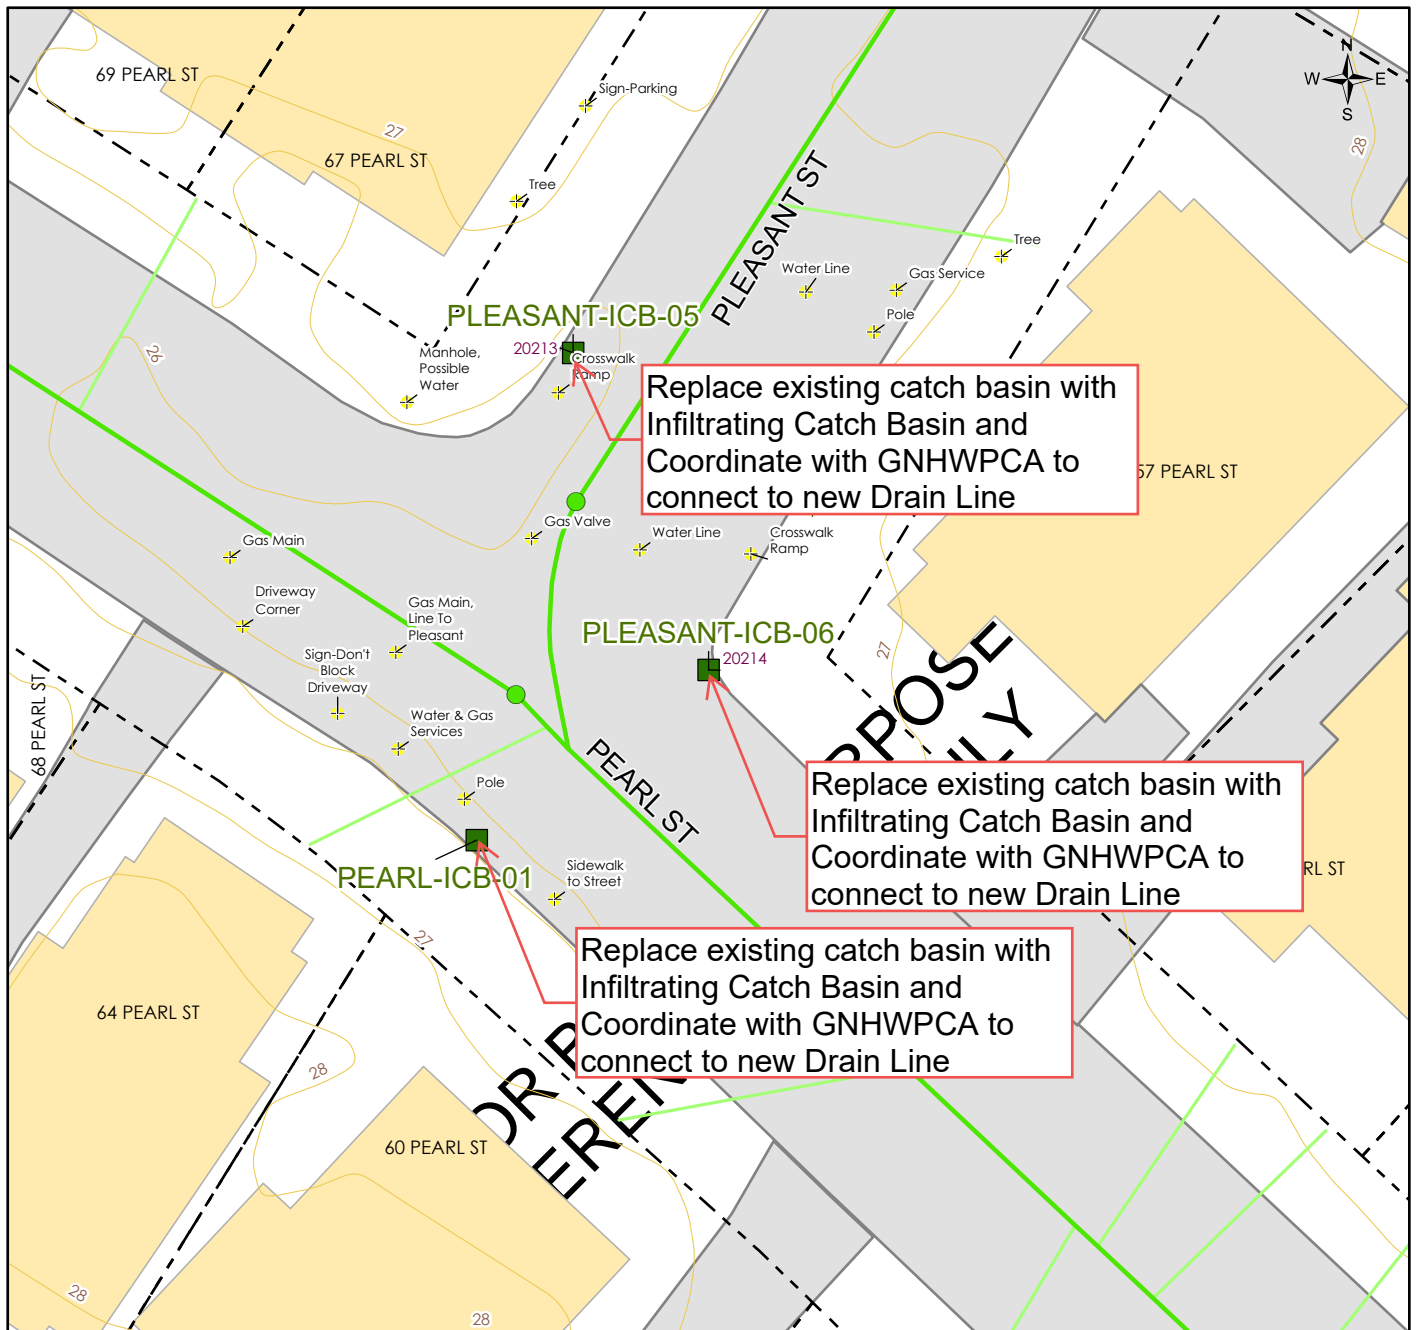 69 PEARL ST
Sign-Parking
N
W E
S
27
28
67 PEARL ST
Tree
PLEASANT ST
Tree
Water Line
Gas Service
Pole
PLEASANT-ICB-05
20213
Crosswalk
Ramp
26
Manhole,
Possible
Water
Replace existing catch basin with
Infiltrating Catch Basin and
Coordinate with GNHWPCA to
connect to new Drain Line
57 PEARL ST
Gas Valve
Water Line
Crosswalk
Ramp
Gas Main
Driveway
Corner
Gas Main,
Line To
Pleasant
PLEASANT-ICB-06
20214
27
Sign-Don't
Block
Driveway
68 PEARL ST
Water & Gas
Services
Pole
PEARL ST
Replace existing catch basin with
Infiltrating Catch Basin and
Coordinate with GNHWPCA to
connect to new Drain Line
RL ST
PEARL-ICB-01
Sidewalk
to Street
27
Replace existing catch basin with
Infiltrating Catch Basin and
Coordinate with GNHWPCA to
connect to new Drain Line
64 PEARL ST
28
60 PEARL ST
28
28